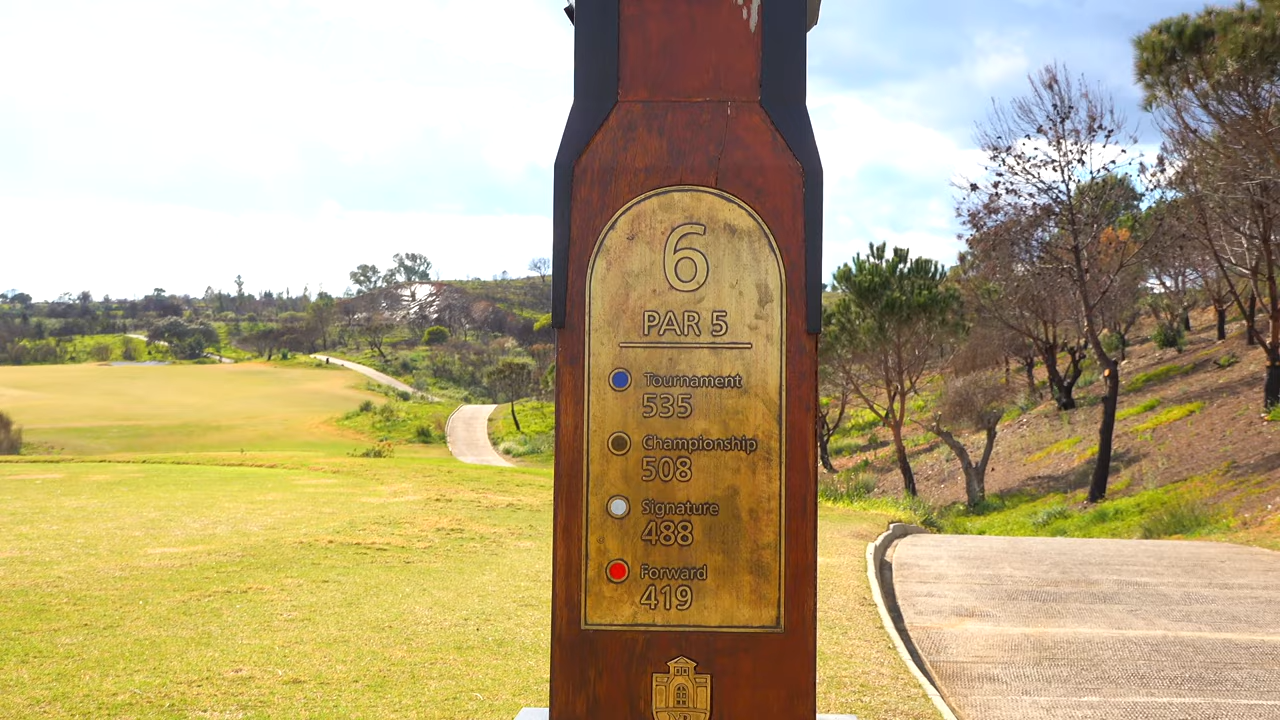 6
PAR 5
Tournament
535
Championship
508
Signature
488
Forward
419